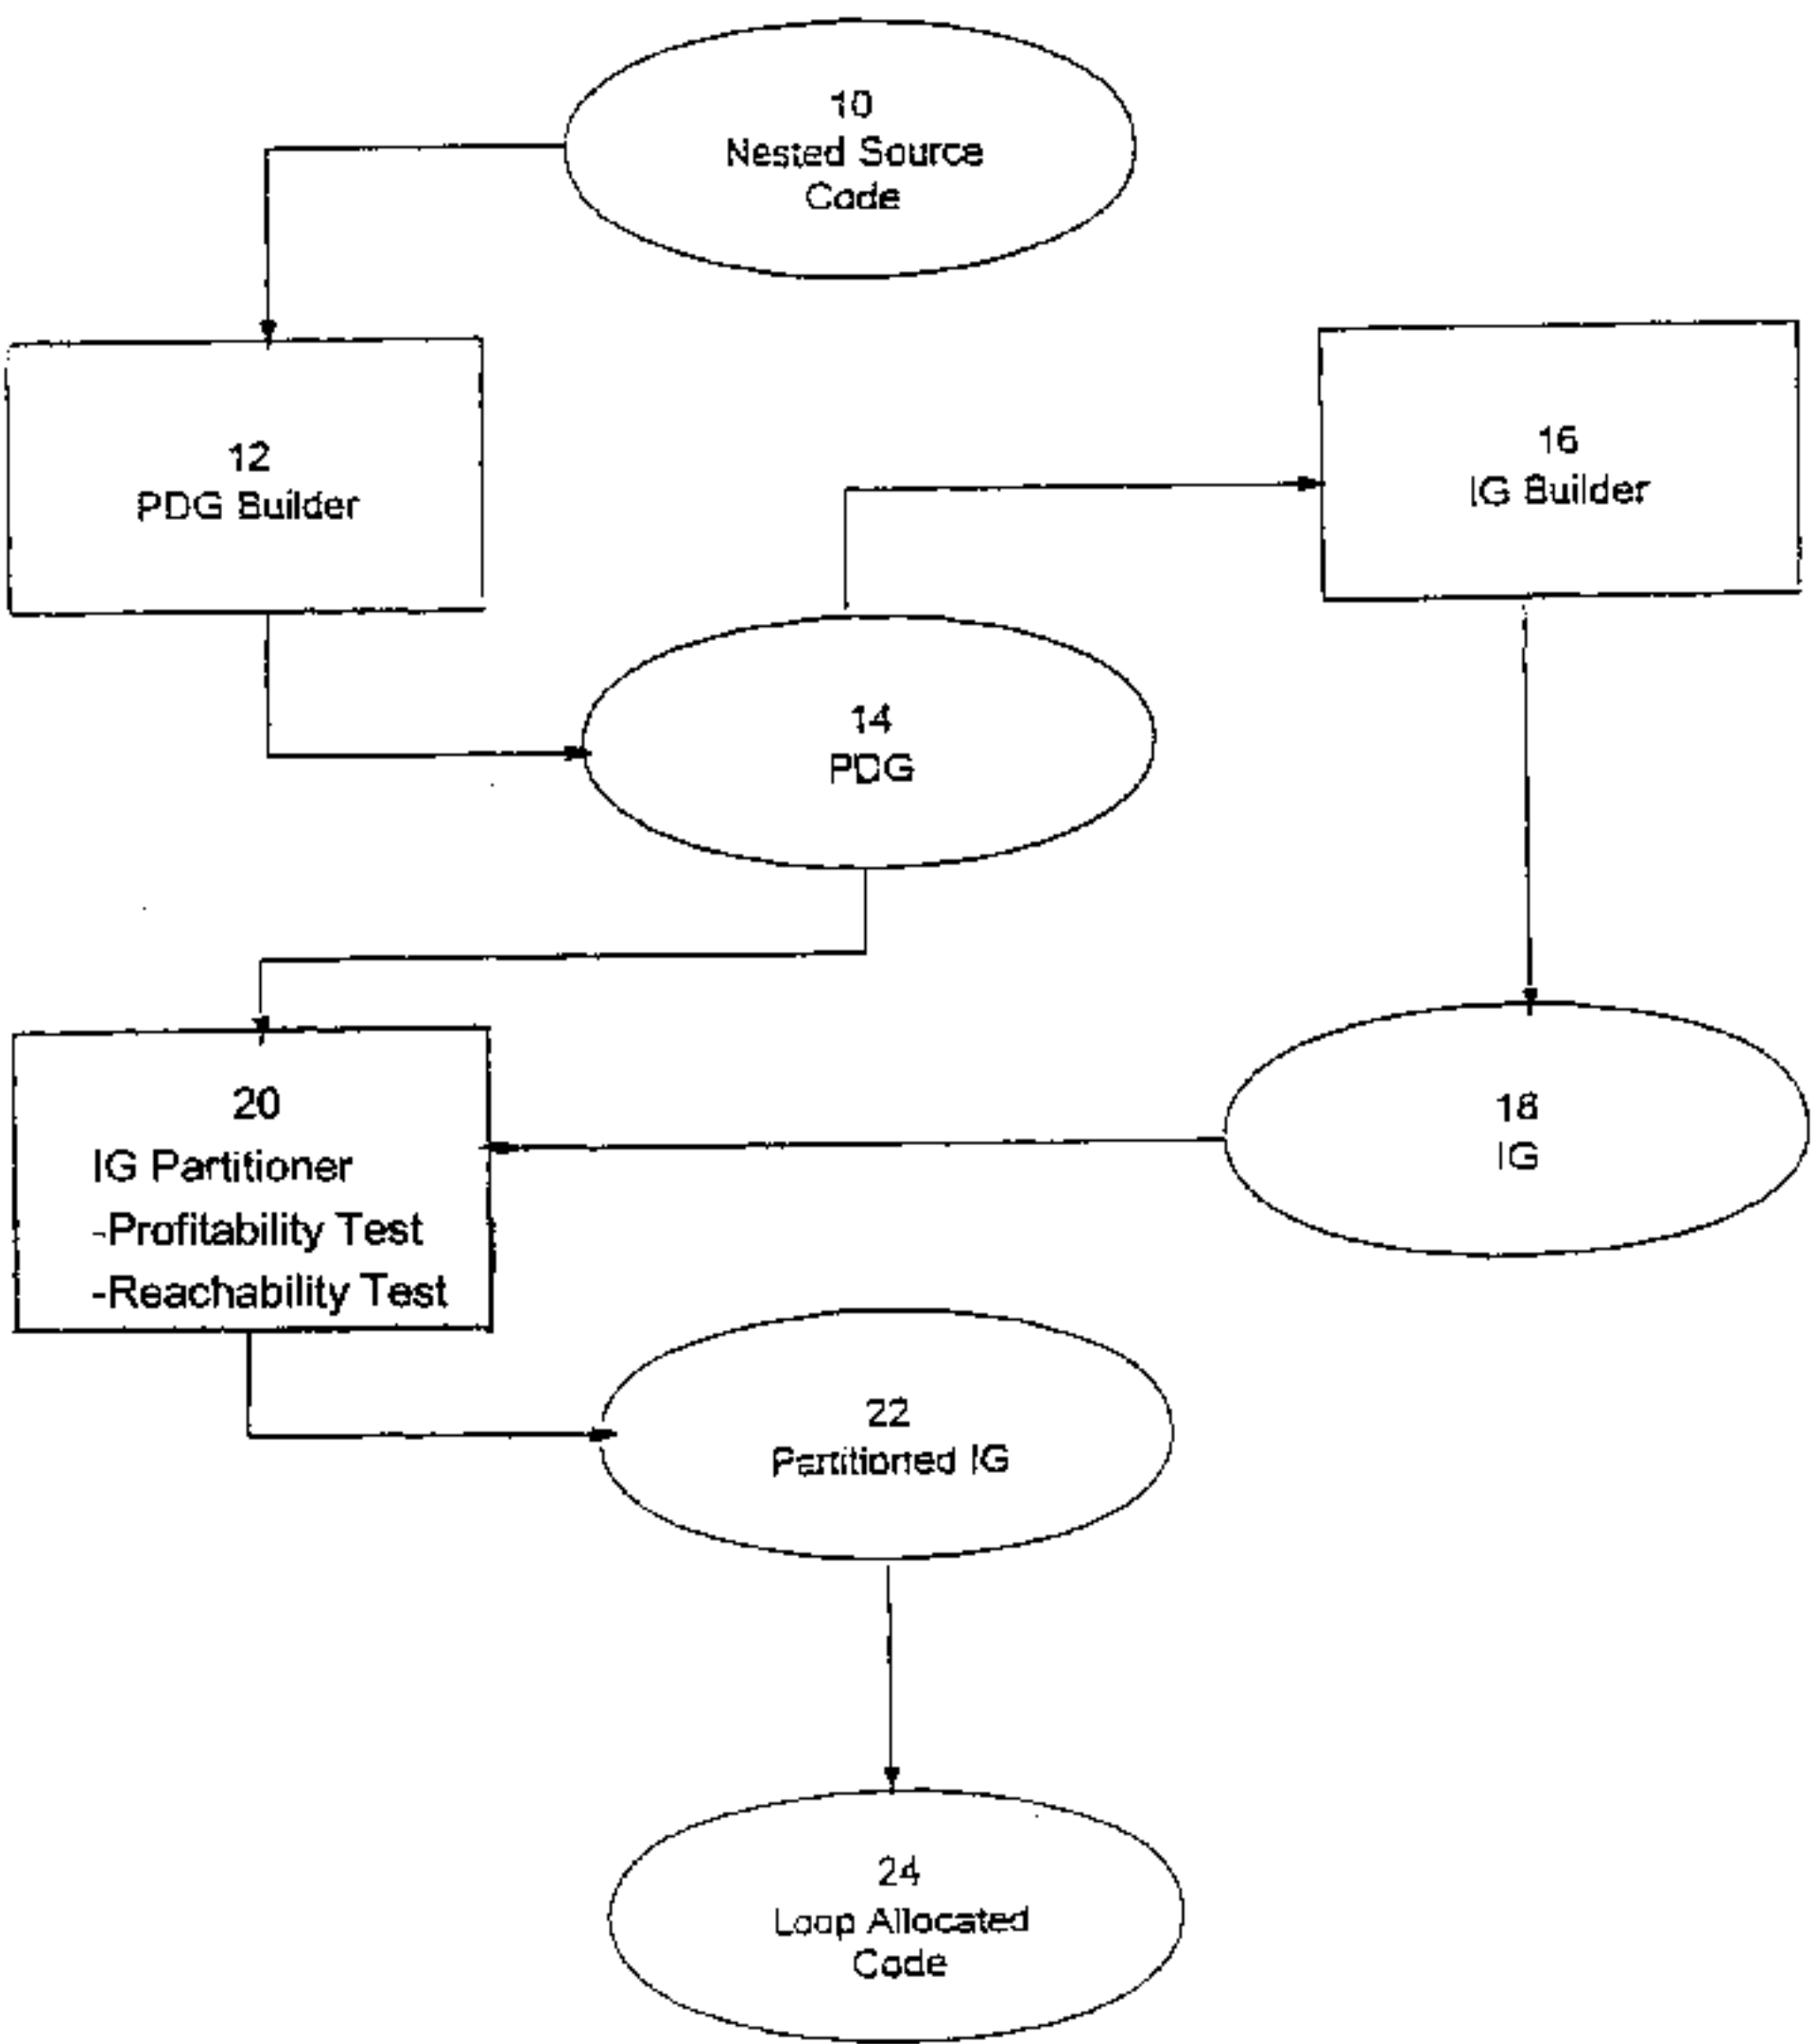 10
Nested Source
Code
12
PDG Builder
16
IG Builder
14
PDG
20
IG Partitioner
-Profitability Test
-Reachability Test
18
IG
22
Partitioned IG
24
Loop Allocated
Code